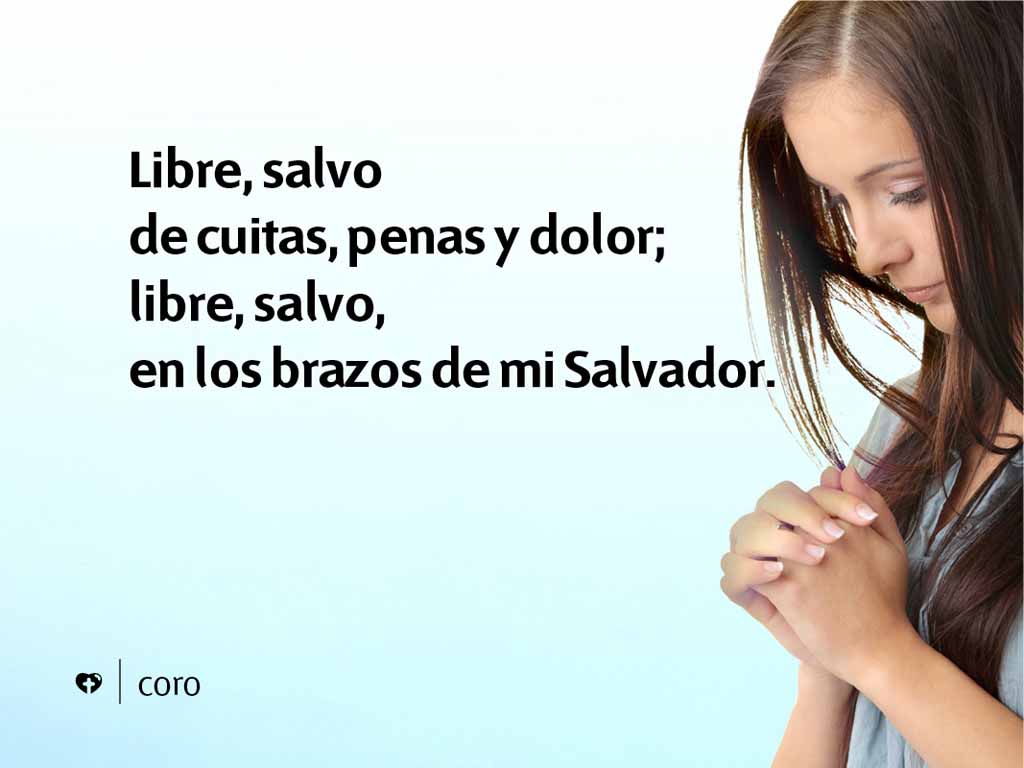 Libre, salvo
de cuitas, penas y dolor;
libre, salvo,
en los brazos de mi Salvador.
coro